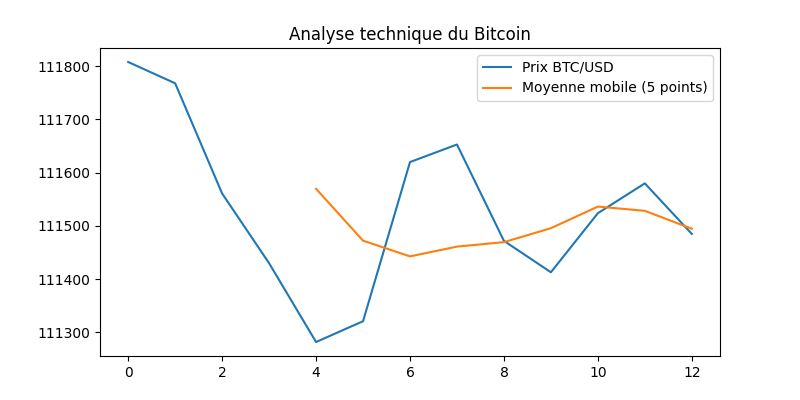 Analyse technique du Bitcoin
Prix BTC/USD
Moyenne mobile (5 points)
111800
111700
111600
111500
111400
111300
0 2 4 6 8 10 12